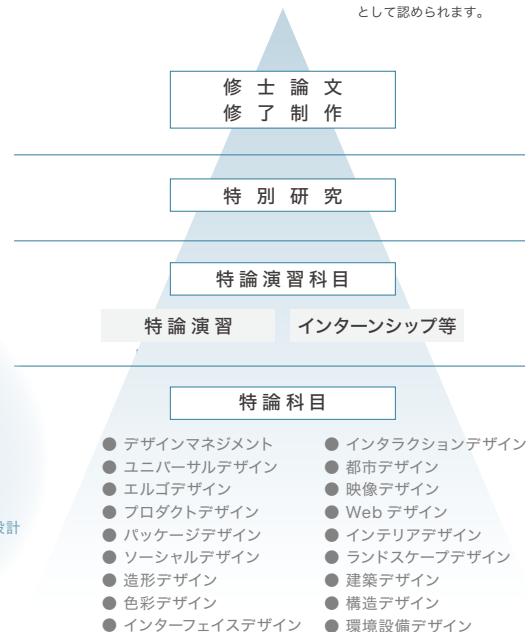 として認められます。
修士論文
修了制作
特別研究
特論演習科目
特論演習
インターンシップ等
特論科目
● デザインマネジメント
● ユニバーサルデザイン
● エルゴデザイン
● プロダクトデザイン
● パッケージデザイン
● ソーシャルデザイン
● 造形デザイン
● 色彩デザイン
● インターフェイスデザイン
● インタラクションデザイン
● 都市デザイン
● 映像デザイン
● Web デザイン
● インテリアデザイン
● ランドスケープデザイン
● 建築デザイン
● 構造デザイン
● 環境設備デザイン
設計